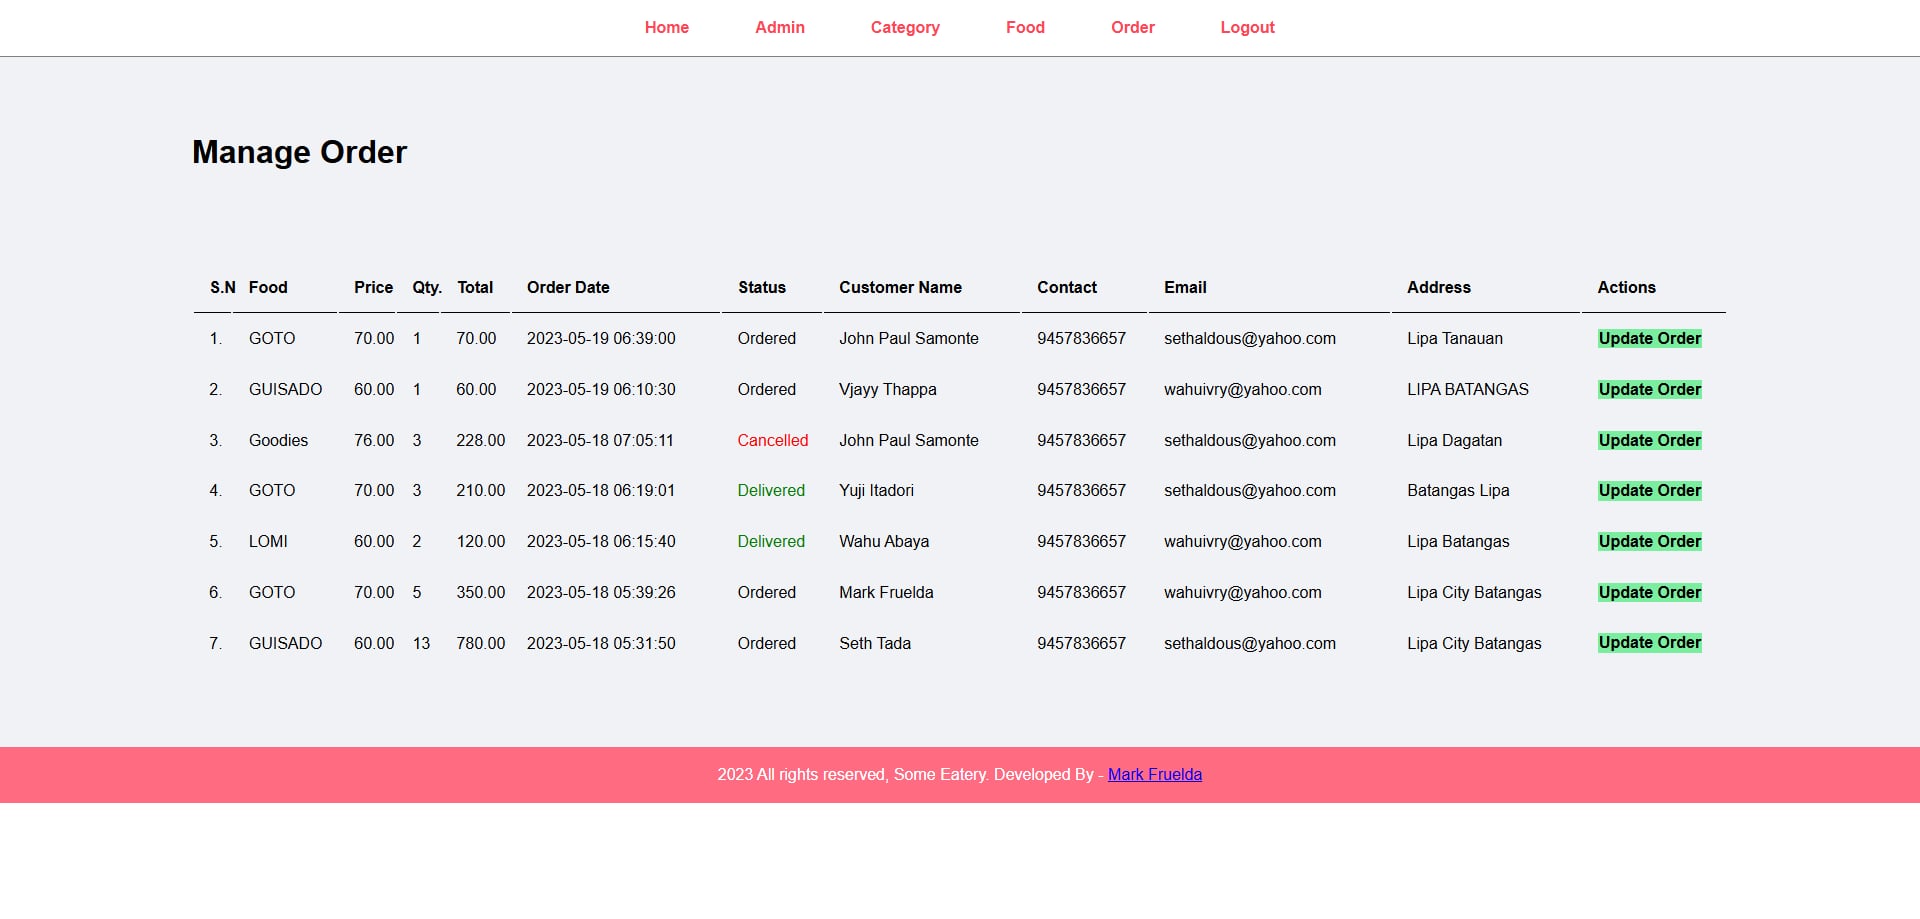 Home Admin Category Food Order Logout
Manage Order
S.N Food Price Qty. Total Order Date Status Customer Name Contact Email Address Actions
1. GOTO 70.00 1 70.00 2023-05-19 06:39:00 Ordered John Paul Samonte 9457836657 sethaldous@yahoo.com Lipa Tanauan Update Order
2. GUISADO 60.00 1 60.00 2023-05-19 06:10:30 Ordered Vjayy Thappa 9457836657 wahuivry@yahoo.com LIPA BATANGAS Update Order
3. Goodies 76.00 3 228.00 2023-05-18 07:05:11 Cancelled John Paul Samonte 9457836657 sethaldous@yahoo.com Lipa Dagatan Update Order
4. GOTO 70.00 3 210.00 2023-05-18 06:19:01 Delivered Yuji Itadori 9457836657 sethaldous@yahoo.com Batangas Lipa Update Order
5. LOMI 60.00 2 120.00 2023-05-18 06:15:40 Delivered Wahu Abaya 9457836657 wahuivry@yahoo.com Lipa Batangas Update Order
6. GOTO 70.00 5 350.00 2023-05-18 05:39:26 Ordered Mark Fruelda 9457836657 wahuivry@yahoo.com Lipa City Batangas Update Order
7. GUISADO 60.00 13 780.00 2023-05-18 05:31:50 Ordered Seth Tada 9457836657 sethaldous@yahoo.com Lipa City Batangas Update Order
2023 All rights reserved, Some Eatery. Developed By - Mark Fruelda